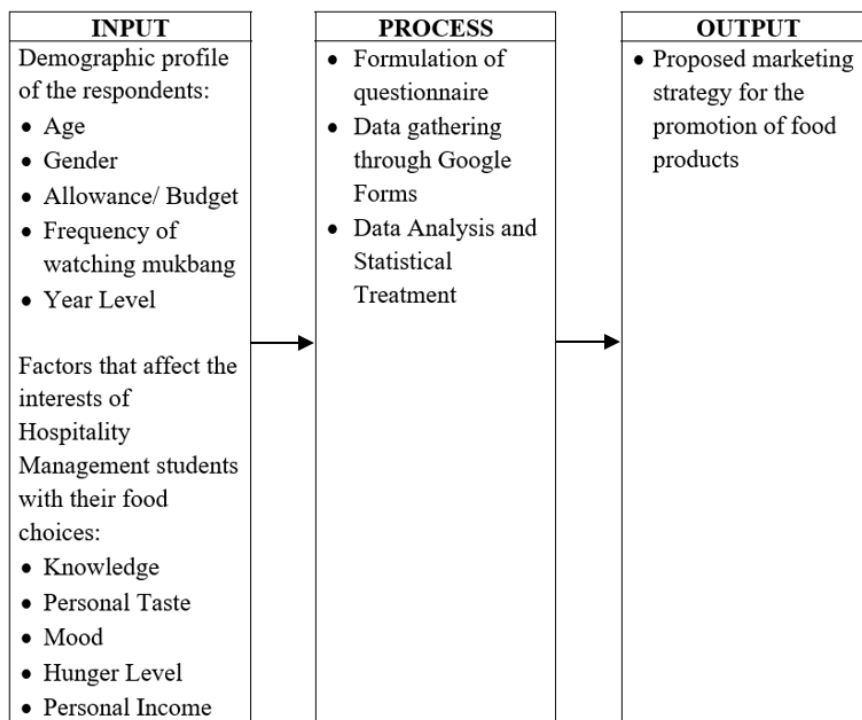 INPUT
Demographic profile
of the respondents:
• Age
• Gender
• Allowance/ Budget
• Frequency of
watching mukbang
• Year Level
Factors that affect the
interests of
Hospitality
Management students
with their food
choices:
• Knowledge
• Personal Taste
• Mood
• Hunger Level
• Personal Income
PROCESS
• Formulation of
questionnaire
• Data gathering
through Google
Forms
• Data Analysis and
Statistical
Treatment
OUTPUT
• Proposed marketing
strategy for the
promotion of food
products